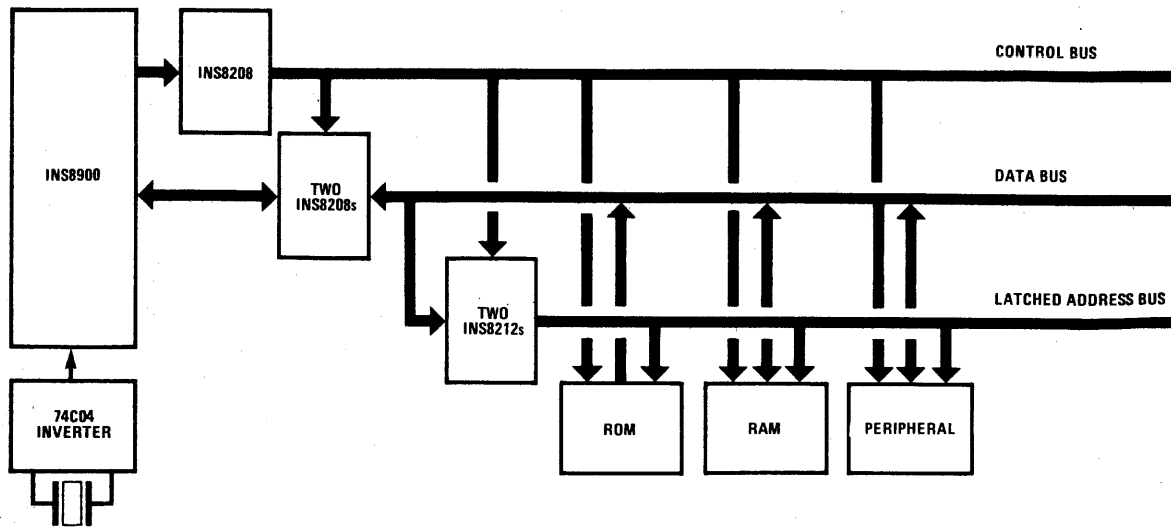 INS8208
CONTROL BUS
INS8900
TWO
INS8208s
DATA BUS
TWO
INS8212s
LATCHED ADDRESS BUS
74C04
INVERTER
ROM
RAM
PERIPHERAL